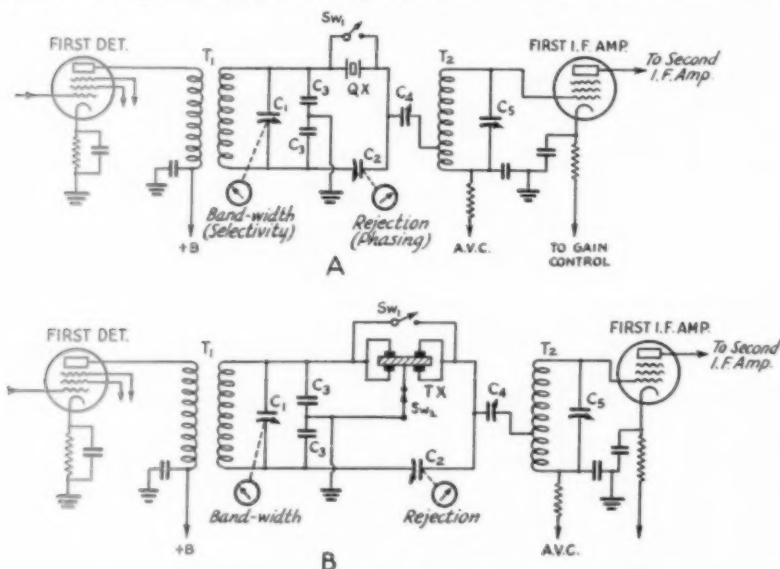 Sw₁
FIRST DET.
T₁
C₃
QX
C₁
C₃
C₂
C₄
T₂
FIRST I.F. AMP.
To Second
I.F. Amp.
C₅
Band-width
(Selectivity)
Rejection
(Phasing)
+B
A.V.C.
TO GAIN
CONTROL
A
Sw₁
FIRST DET.
T₁
C₃
TX
C₁
Sw₂
C₃
C₂
C₄
T₂
FIRST I.F. AMP.
To Second
I.F. Amp.
C₅
Band-width
Rejection
+B
A.V.C.
B